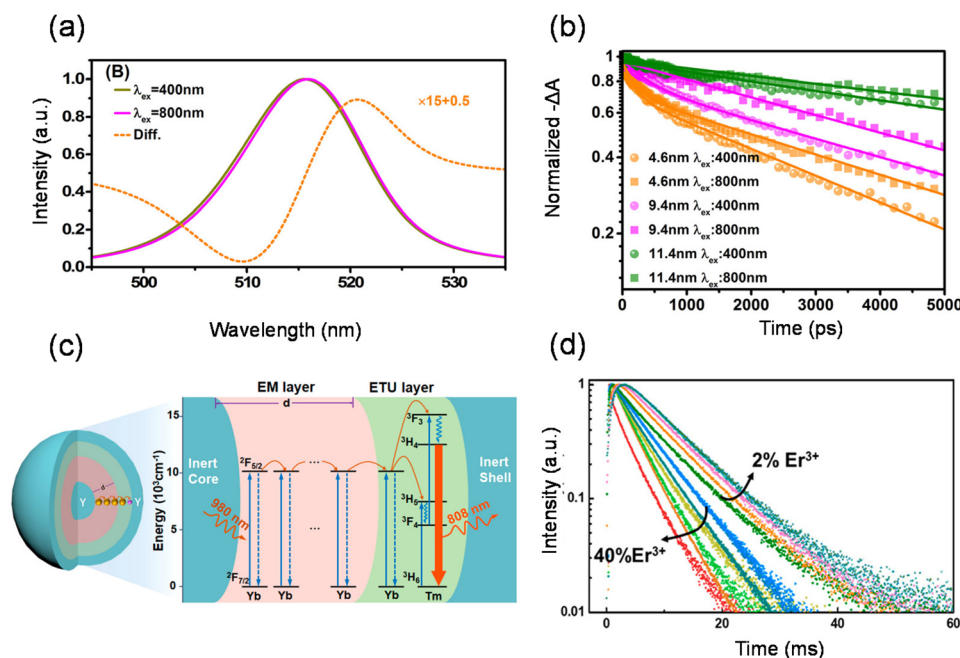 (a)
(B)
λex=400nm
λex=800nm
Diff.
×15+0.5
Intensity (a.u.)
1.0
0.8
0.6
0.4
0.2
0.0
500
510
520
530
Wavelength (nm)
(b)
Normalized -ΔA
1
0.8
0.6
0.4
0.2
4.6nm λex:400nm
4.6nm λex:800nm
9.4nm λex:400nm
9.4nm λex:800nm
11.4nm λex:400nm
11.4nm λex:800nm
0
1000
2000
3000
4000
5000
Time (ps)
(c)
EM layer
ETU layer
d
d
Y
Y
Inert
Core
Inert
Shell
Energy (10³cm⁻¹)
15
10
5
0
²F5/2
...
...
²F7/2
980 nm
808 nm
³F3
³H4
³H5
³F4
³H6
Yb
Yb
Yb
Yb
Tm
(d)
Intensity (a.u.)
1
0.1
0.01
2% Er³⁺
40%Er³⁺
0
20
40
60
Time (ms)